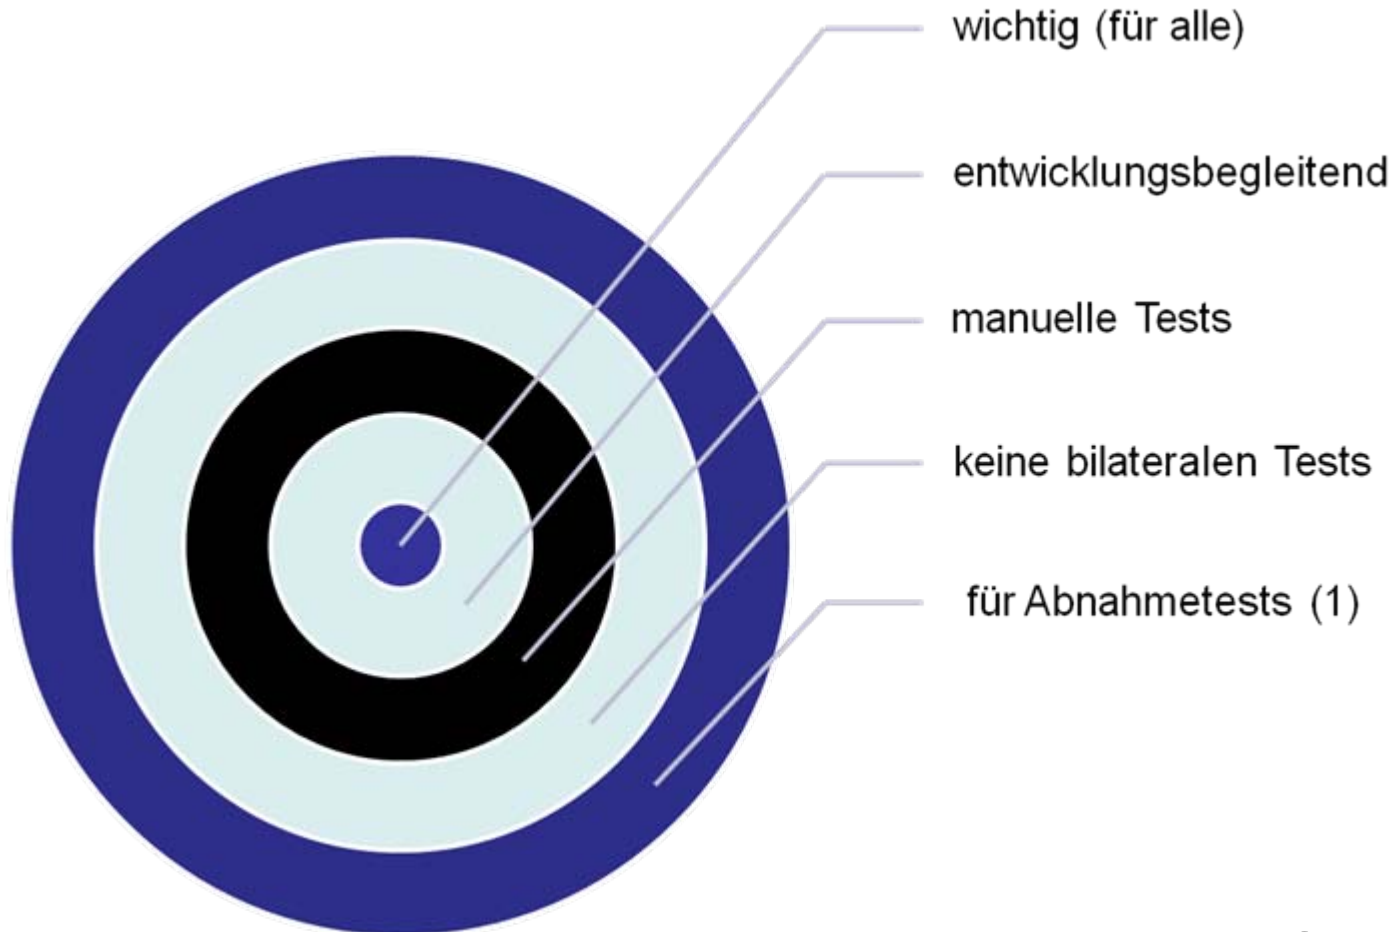 wichtig (für alle)
entwicklungsbegleitend
manuelle Tests
keine bilateralen Tests
für Abnahmetests (1)